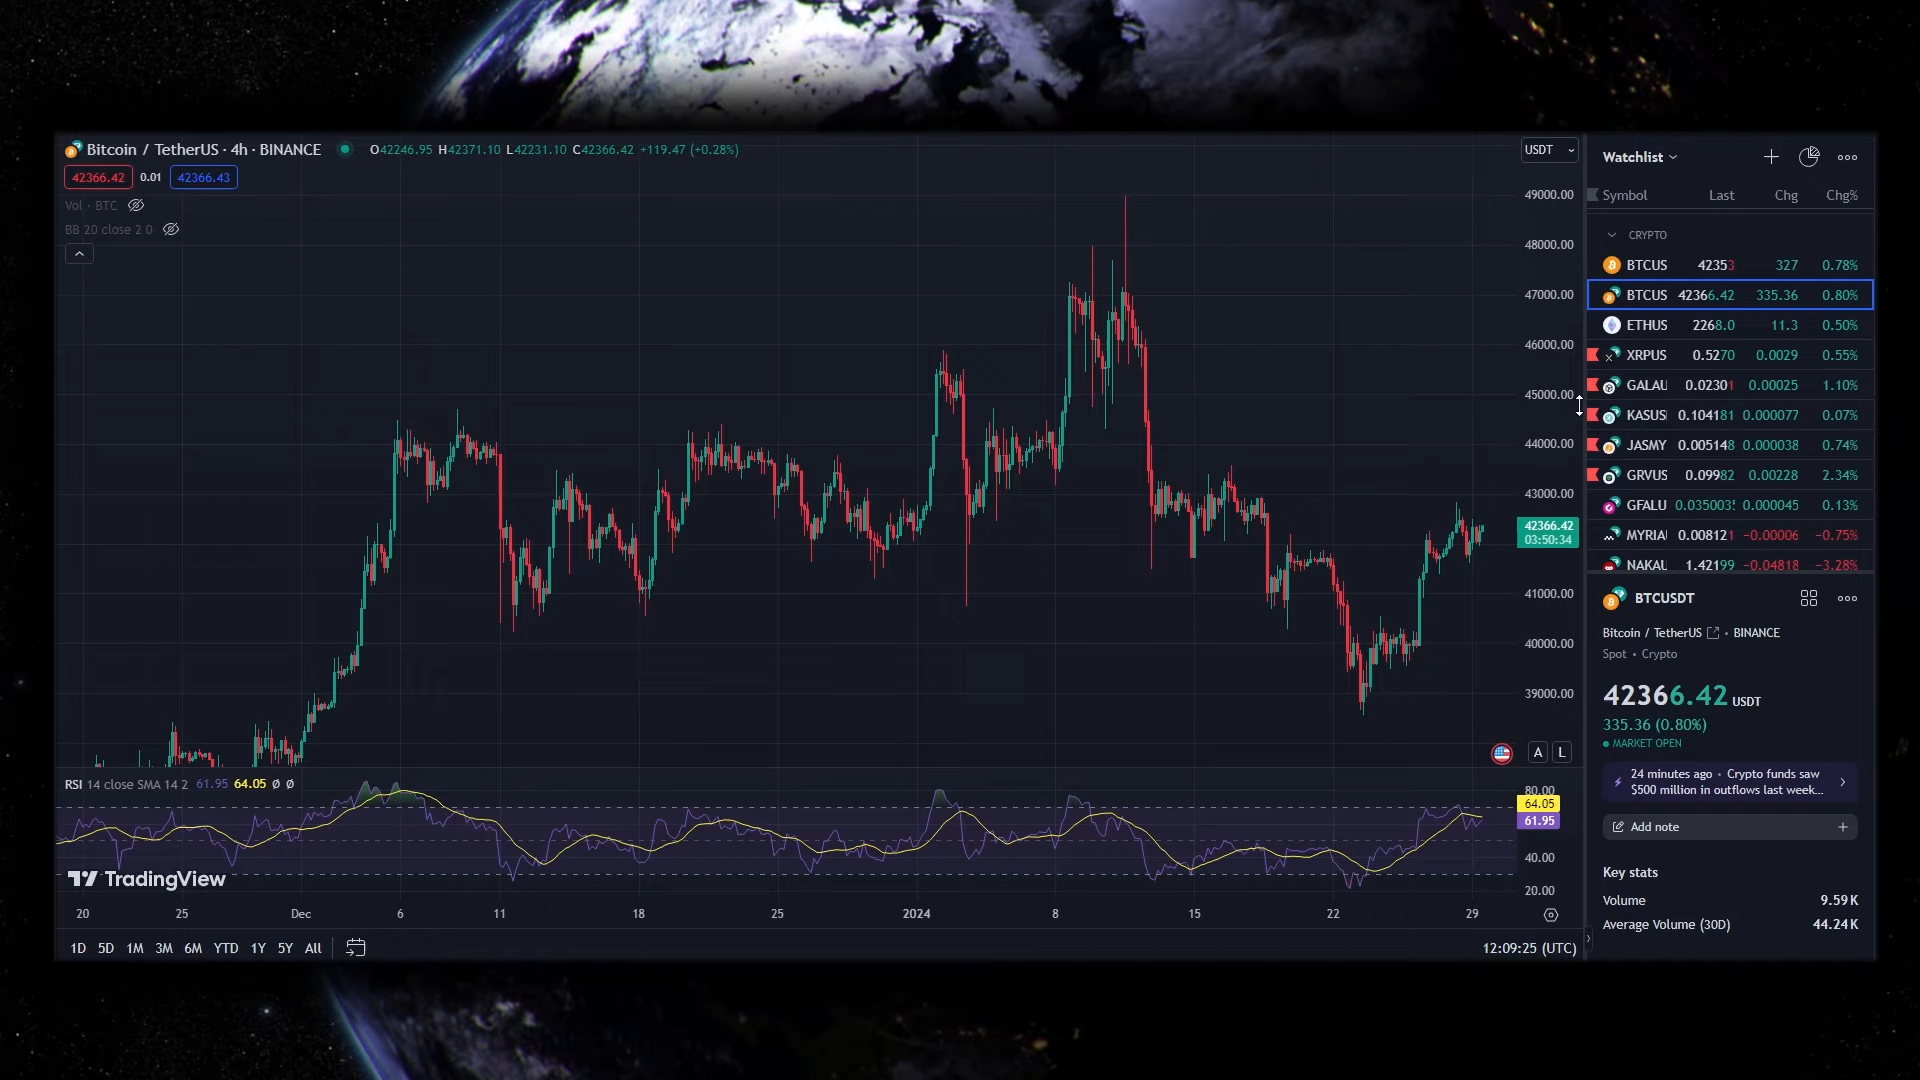 Bitcoin / TetherUS · 4h · BINANCE O42246.95 H42371.10 L42231.10 C42366.42 +119.47 (+0.28%)
42366.42 0.01 42366.43
Vol · BTC
BB 20 close 2 0
USDT
49000.00
48000.00
47000.00
46000.00
45000.00
44000.00
43000.00
42366.42
03:50:34
41000.00
40000.00
39000.00
A L
RSI 14 close SMA 14 2 61.95 64.05 Ø Ø
80.00
64.05
61.95
40.00
20.00
TradingView
20 25 Dec 6 11 18 25 2024 8 15 22 29
1D 5D 1M 3M 6M YTD 1Y 5Y All
12:09:25 (UTC)
Watchlist
Symbol Last Chg Chg%
CRYPTO
BTCUS 42353 327 0.78%
BTCUS 42366.42 335.36 0.80%
ETHUS 2268.0 11.3 0.50%
XRPUS 0.5270 0.0029 0.55%
GALAU 0.02301 0.00025 1.10%
KASUS 0.104181 0.000077 0.07%
JASMY 0.005148 0.000038 0.74%
GRVUS 0.09982 0.00228 2.34%
GFALU 0.035003 0.000045 0.13%
MYRIA 0.008121 −0.00006 −0.75%
NAKAU 1.42199 −0.04818 −3.28%
BTCUSDT
Bitcoin / TetherUS • BINANCE
Spot • Crypto
42366.42 USDT
335.36 (0.80%)
MARKET OPEN
24 minutes ago • Crypto funds saw
$500 million in outflows last week...
Add note
Key stats
Volume 9.59K
Average Volume (30D) 44.24K